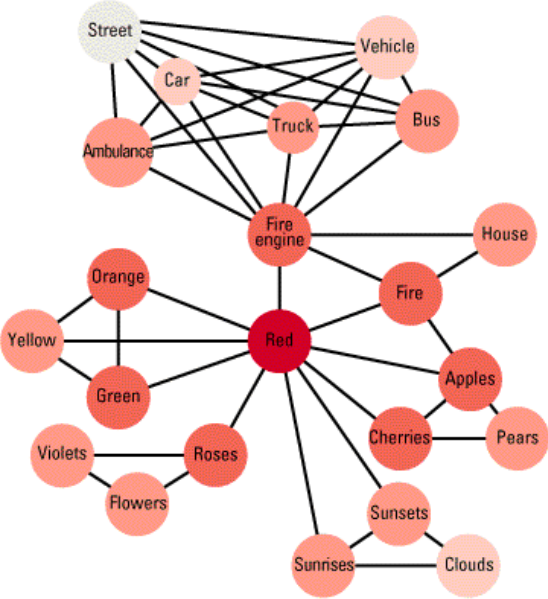 Street
Vehicle
Car
Truck
Bus
Ambulance
Fire
engine
House
Orange
Fire
Yellow
Red
Green
Apples
Cherries
Pears
Violets
Roses
Flowers
Sunsets
Sunrises
Clouds